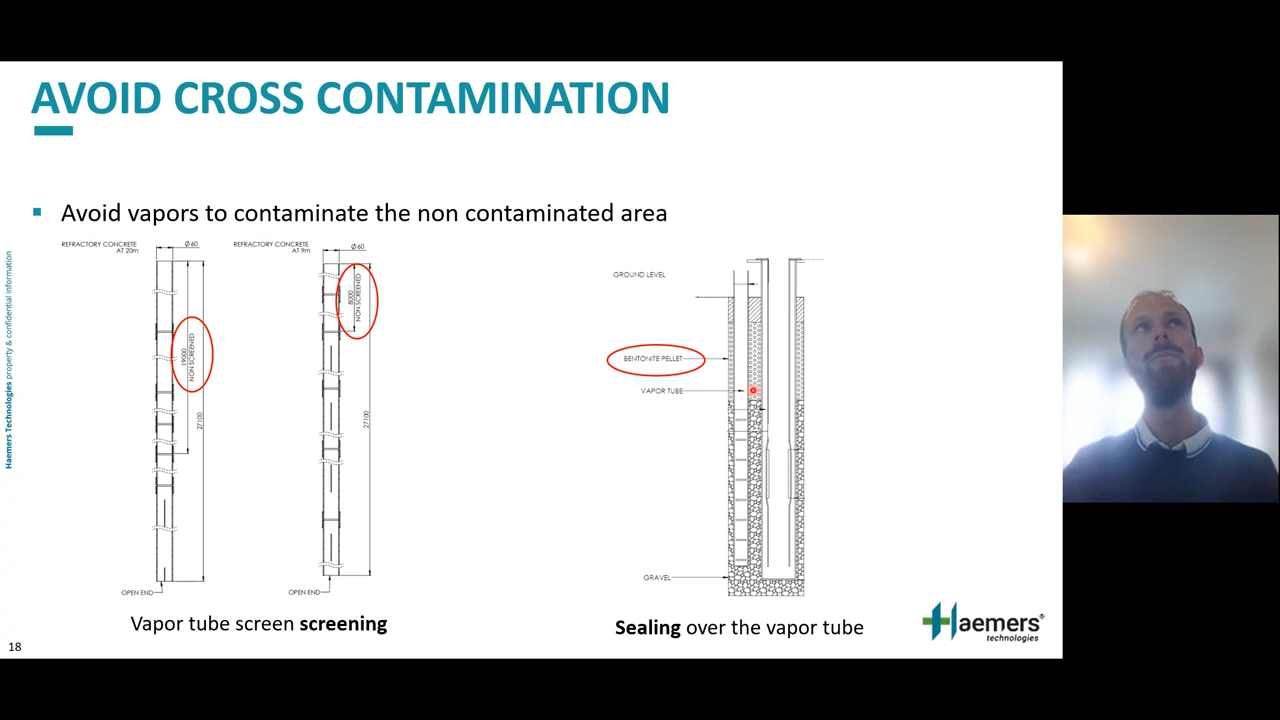 AVOID CROSS CONTAMINATION
▪ Avoid vapors to contaminate the non contaminated area
REFRACTORY CONCRETE
AT 20m
Ø60
19000
NON SCREENED
27100
OPEN END
REFRACTORY CONCRETE
AT 9m
Ø60
8000
NON SCREENED
27100
OPEN END
Vapor tube screen screening
GROUND LEVEL
BENTONITE PELLET
VAPOR TUBE
GRAVEL
Sealing over the vapor tube
Haemers Technologies property & confidential information
18
Haemers®
technologies